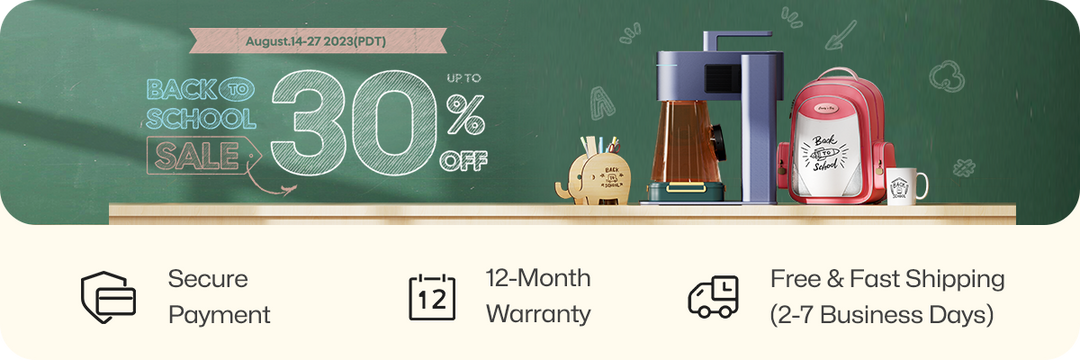 August.14-27 2023(PDT)
BACK TO
SCHOOL
SALE
30%
UP TO
OFF
BACK
TO
SCHOOL
Back
TO
School
BACK
SCHOOL
Secure
Payment
12
12-Month
Warranty
Free & Fast Shipping
(2-7 Business Days)